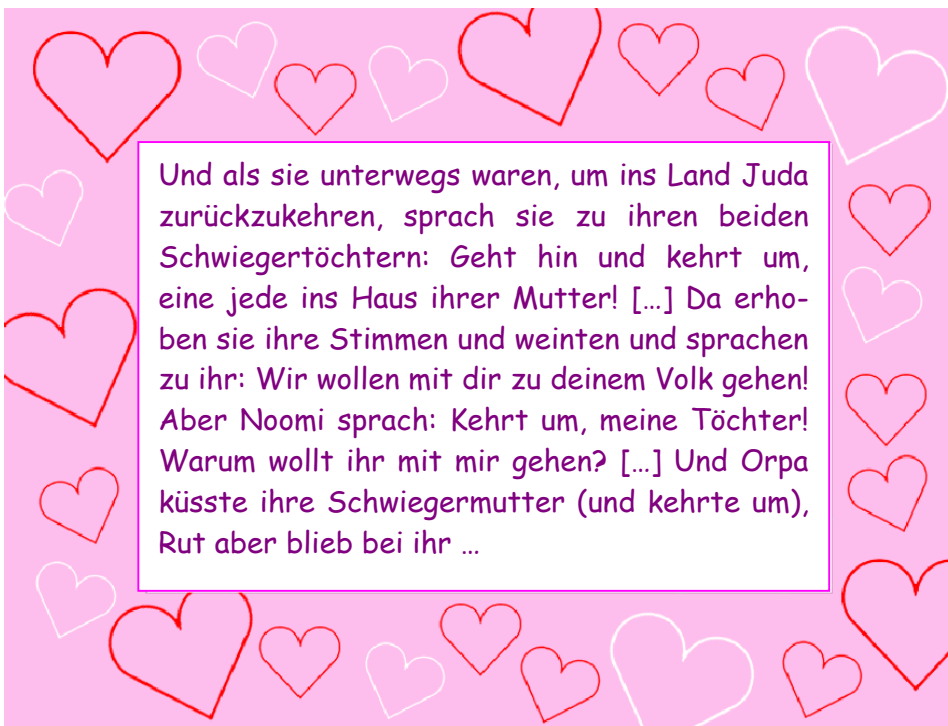 Und als sie unterwegs waren, um ins Land Juda
zurückzukehren, sprach sie zu ihren beiden
Schwiegertöchtern: Geht hin und kehrt um,
eine jede ins Haus ihrer Mutter! […] Da erho-
ben sie ihre Stimmen und weinten und sprachen
zu ihr: Wir wollen mit dir zu deinem Volk gehen!
Aber Noomi sprach: Kehrt um, meine Töchter!
Warum wollt ihr mit mir gehen? […] Und Orpa
küsste ihre Schwiegermutter (und kehrte um),
Rut aber blieb bei ihr …